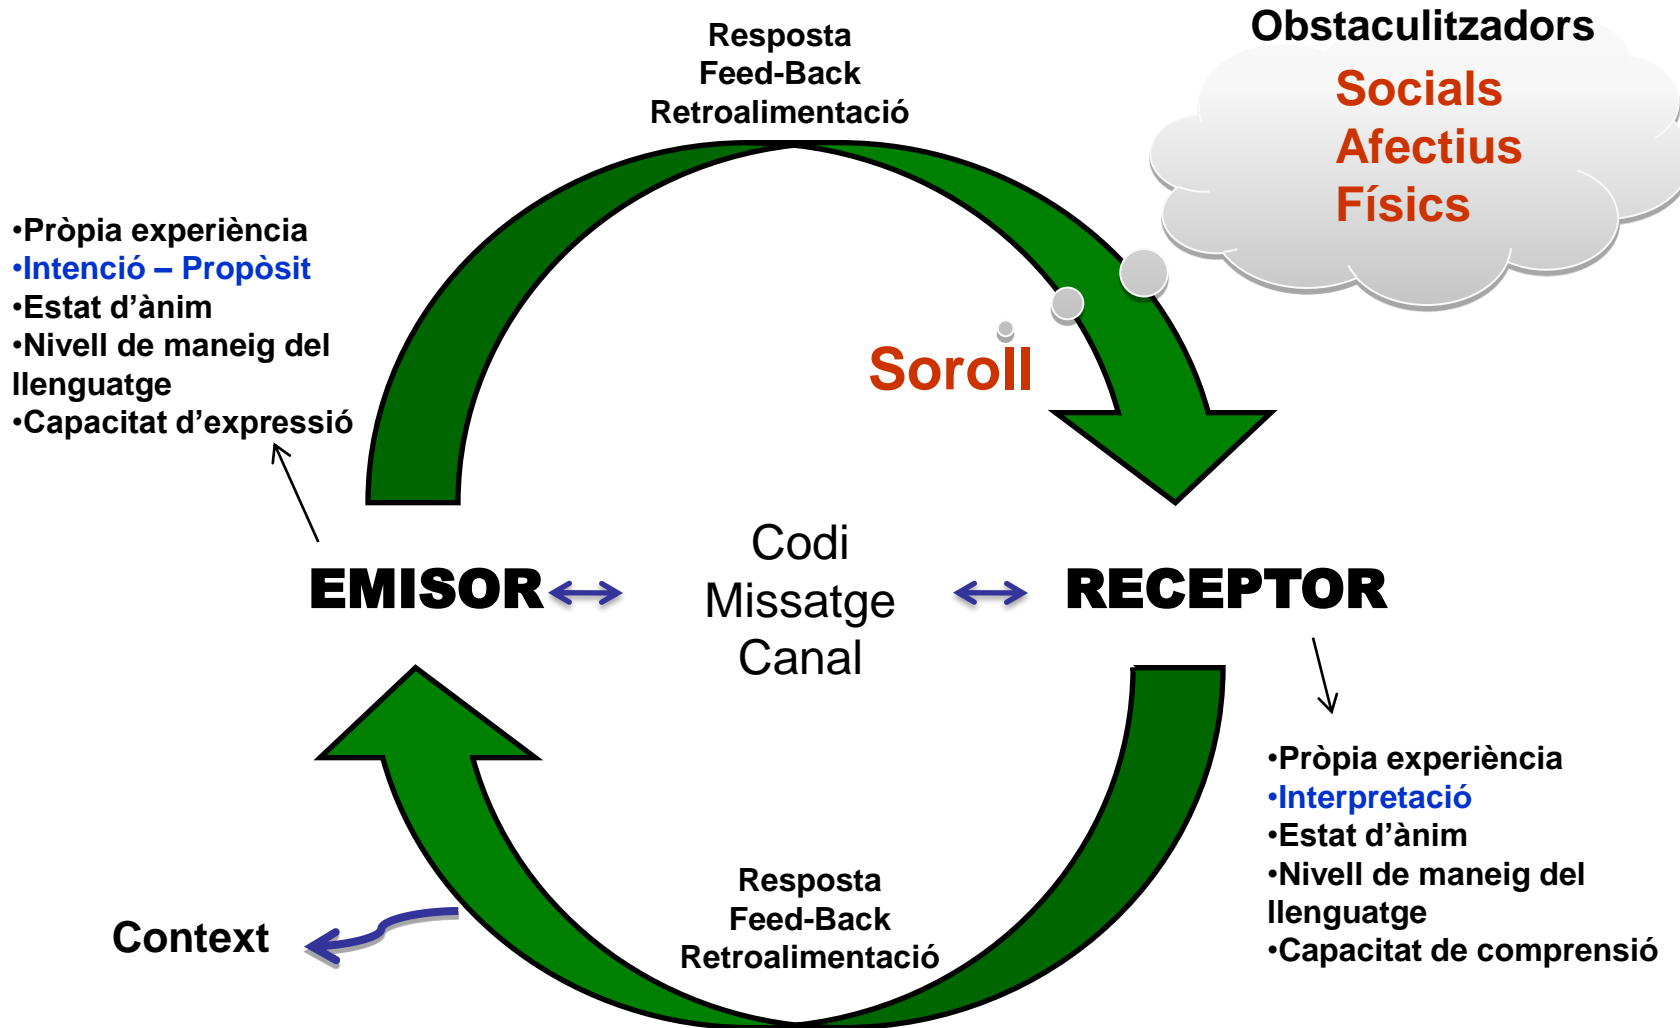 Obstaculitzadors
Socials
Afectius
Físics
Resposta
Feed-Back
Retroalimentació
•Pròpia experiència
•Intenció – Propòsit
•Estat d’ànim
•Nivell de maneig del
llenguatge
•Capacitat d’expressió
Soroll
EMISOR
Codi
Missatge
Canal
RECEPTOR
•Pròpia experiència
•Interpretació
•Estat d’ànim
•Nivell de maneig del
llenguatge
•Capacitat de comprensió
Resposta
Feed-Back
Retroalimentació
Context